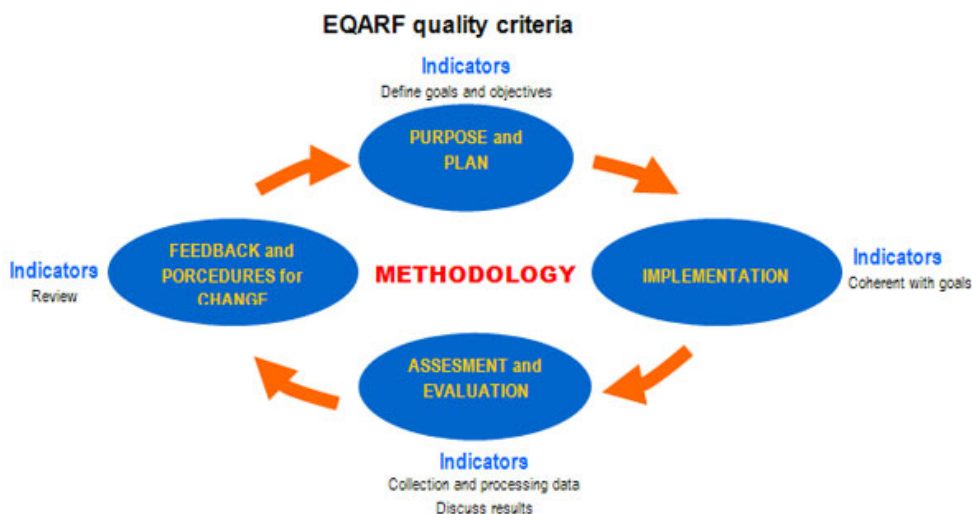 EQARF quality criteria
Indicators
Define goals and objectives
PURPOSE and
PLAN
FEEDBACK and
PORCEDURES for
CHANGE
Indicators
Review
METHODOLOGY
IMPLEMENTATION
Indicators
Coherent with goals
ASSESMENT and
EVALUATION
Indicators
Collection and processing data
Discuss results